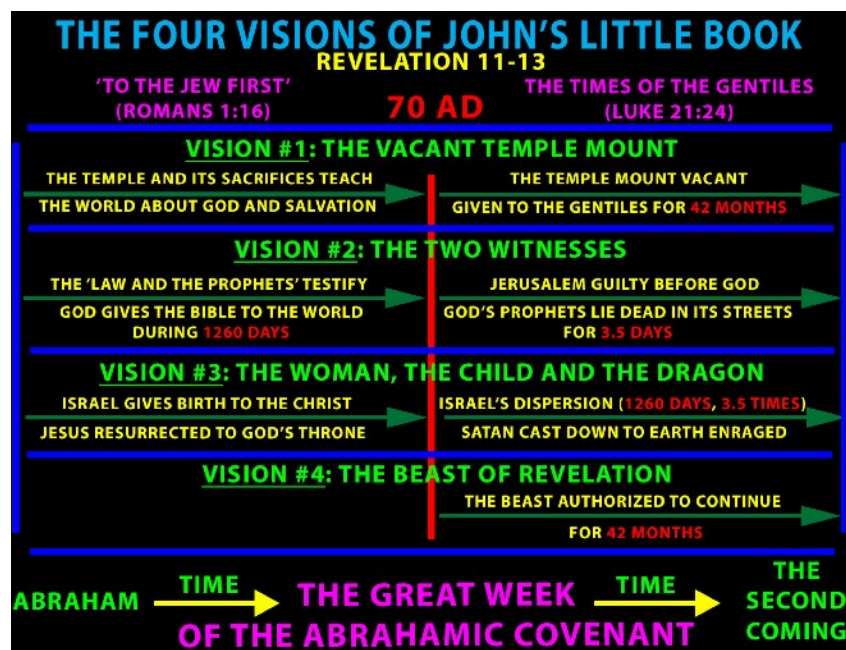 THE FOUR VISIONS OF JOHN'S LITTLE BOOK
REVELATION 11-13
'TO THE JEW FIRST'
(ROMANS 1:16)
70 AD
THE TIMES OF THE GENTILES
(LUKE 21:24)
VISION #1: THE VACANT TEMPLE MOUNT
THE TEMPLE AND ITS SACRIFICES TEACH
THE WORLD ABOUT GOD AND SALVATION
THE TEMPLE MOUNT VACANT
GIVEN TO THE GENTILES FOR 42 MONTHS
VISION #2: THE TWO WITNESSES
THE 'LAW AND THE PROPHETS' TESTIFY
GOD GIVES THE BIBLE TO THE WORLD
DURING 1260 DAYS
JERUSALEM GUILTY BEFORE GOD
GOD'S PROPHETS LIE DEAD IN ITS STREETS
FOR 3.5 DAYS
VISION #3: THE WOMAN, THE CHILD AND THE DRAGON
ISRAEL GIVES BIRTH TO THE CHRIST
JESUS RESURRECTED TO GOD'S THRONE
ISRAEL'S DISPERSION (1260 DAYS, 3.5 TIMES)
SATAN CAST DOWN TO EARTH ENRAGED
VISION #4: THE BEAST OF REVELATION
THE BEAST AUTHORIZED TO CONTINUE
FOR 42 MONTHS
ABRAHAM
TIME
THE GREAT WEEK
OF THE ABRAHAMIC COVENANT
TIME
THE
SECOND
COMING